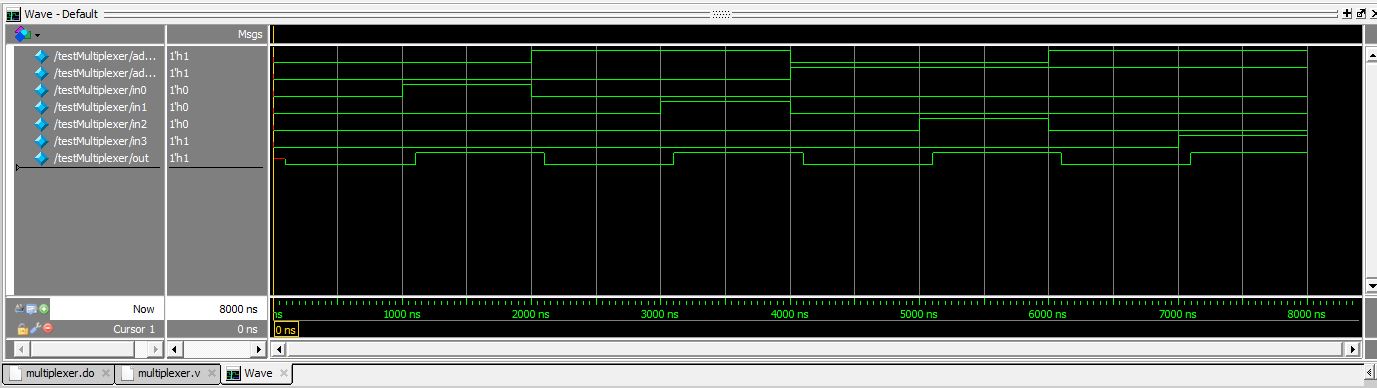 Wave - Default
Msgs
/testMultiplexer/ad... 1'h1
/testMultiplexer/ad... 1'h1
/testMultiplexer/in0 1'h0
/testMultiplexer/in1 1'h0
/testMultiplexer/in2 1'h0
/testMultiplexer/in3 1'h1
/testMultiplexer/out 1'h1
Now 8000 ns ns 1000 ns 2000 ns 3000 ns 4000 ns 5000 ns 6000 ns 7000 ns 8000 ns
Cursor 1 0 ns 0 ns
multiplexer.do multiplexer.v Wave